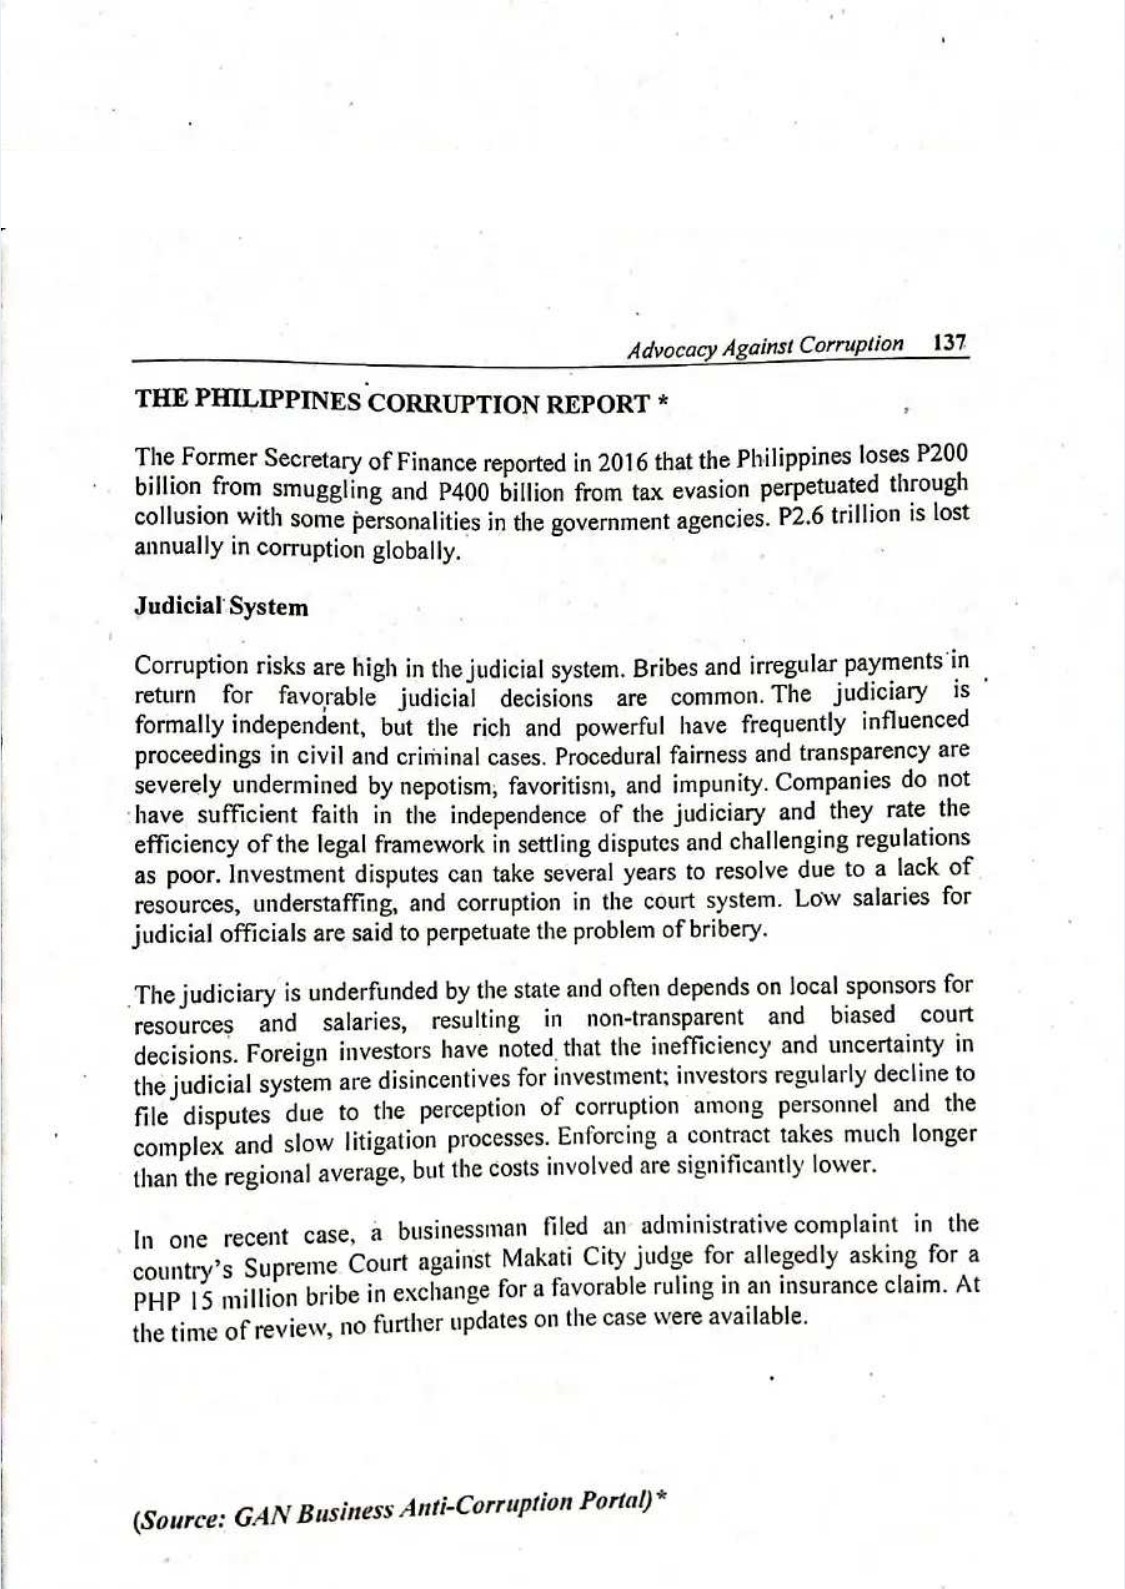 Advocacy Against Corruption 137
THE PHILIPPINES CORRUPTION REPORT *
The Former Secretary of Finance reported in 2016 that the Philippines loses P200
billion from smuggling and P400 billion from tax evasion perpetuated through
collusion with some personalities in the government agencies. P2.6 trillion is lost
annually in corruption globally.
Judicial System
Corruption risks are high in the judicial system. Bribes and irregular payments in
return for favorable judicial decisions are common. The judiciary is
formally independent, but the rich and powerful have frequently influenced
proceedings in civil and criminal cases. Procedural fairness and transparency are
severely undermined by nepotism, favoritism, and impunity. Companies do not
have sufficient faith in the independence of the judiciary and they rate the
efficiency of the legal framework in settling disputes and challenging regulations
as poor. Investment disputes can take several years to resolve due to a lack of
resources, understaffing, and corruption in the court system. Low salaries for
judicial officials are said to perpetuate the problem of bribery.
The judiciary is underfunded by the state and often depends on local sponsors for
resources and salaries, resulting in non-transparent and biased court
decisions. Foreign investors have noted that the inefficiency and uncertainty in
the judicial system are disincentives for investment; investors regularly decline to
file disputes due to the perception of corruption among personnel and the
complex and slow litigation processes. Enforcing a contract takes much longer
than the regional average, but the costs involved are significantly lower.
In one recent case, a businessman filed an administrative complaint in the
country's Supreme Court against Makati City judge for allegedly asking for a
PHP 15 million bribe in exchange for a favorable ruling in an insurance claim. At
the time of review, no further updates on the case were available.
(Source: GAN Business Anti-Corruption Portal)*